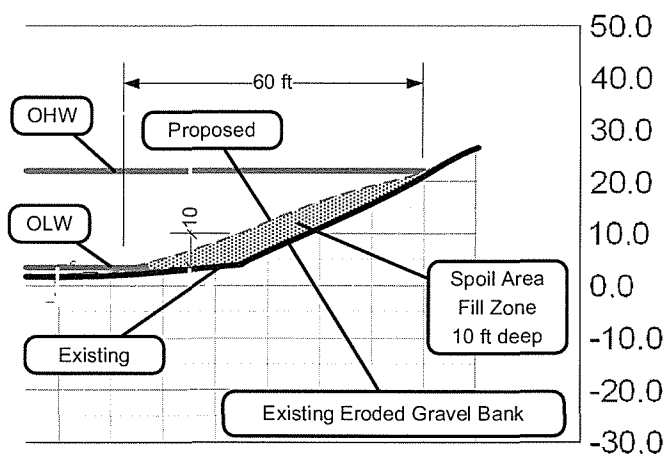 50.0
60 ft
40.0
OHW
Proposed
30.0
20.0
OLW
10
10.0
Spoil Area
Fill Zone
10 ft deep
0.0
Existing
-10.0
Existing Eroded Gravel Bank
-20.0
-30.0